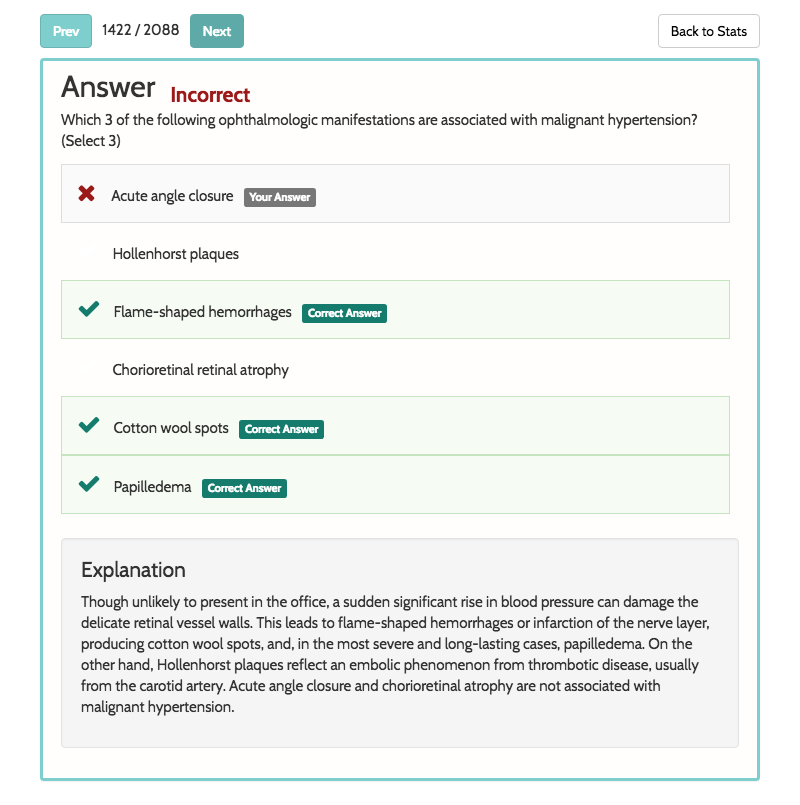 Prev 1422 / 2088 Next Back to Stats
Answer Incorrect
Which 3 of the following ophthalmologic manifestations are associated with malignant hypertension?
(Select 3)
Acute angle closure Your Answer
Hollenhorst plaques
Flame-shaped hemorrhages Correct Answer
Chorioretinal retinal atrophy
Cotton wool spots Correct Answer
Papilledema Correct Answer
Explanation
Though unlikely to present in the office, a sudden significant rise in blood pressure can damage the
delicate retinal vessel walls. This leads to flame-shaped hemorrhages or infarction of the nerve layer,
producing cotton wool spots, and, in the most severe and long-lasting cases, papilledema. On the
other hand, Hollenhorst plaques reflect an embolic phenomenon from thrombotic disease, usually
from the carotid artery. Acute angle closure and chorioretinal atrophy are not associated with
malignant hypertension.